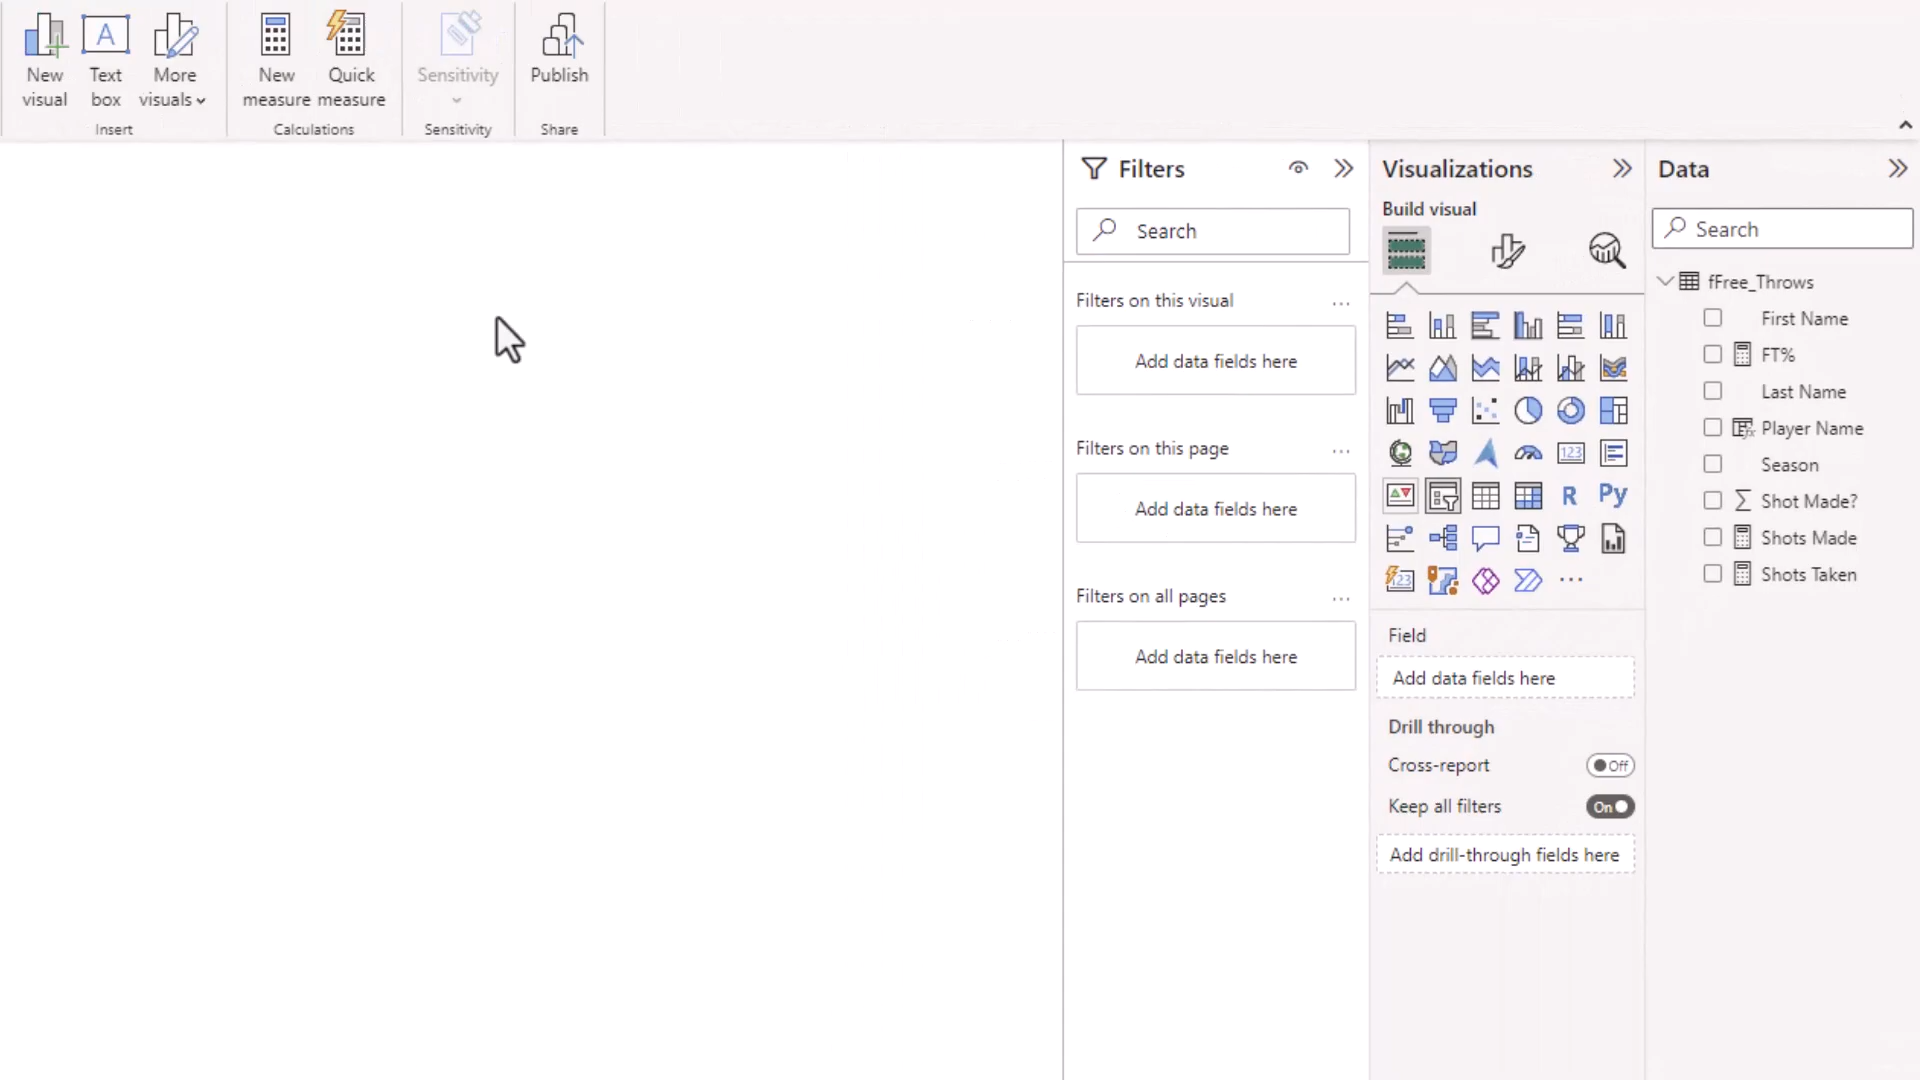 New visual
Text box
More visuals
Insert
New measure
Quick measure
Calculations
Sensitivity
Sensitivity
Publish
Share
Filters
Search
Filters on this visual
...
Add data fields here
Filters on this page
...
Add data fields here
Filters on all pages
...
Add data fields here
Visualizations
Build visual
123
R
Py
123
...
Field
Add data fields here
Drill through
Cross-report
Off
Keep all filters
On
Add drill-through fields here
Data
Search
fFree_Throws
First Name
FT%
Last Name
Player Name
Season
Shot Made?
Shots Made
Shots Taken